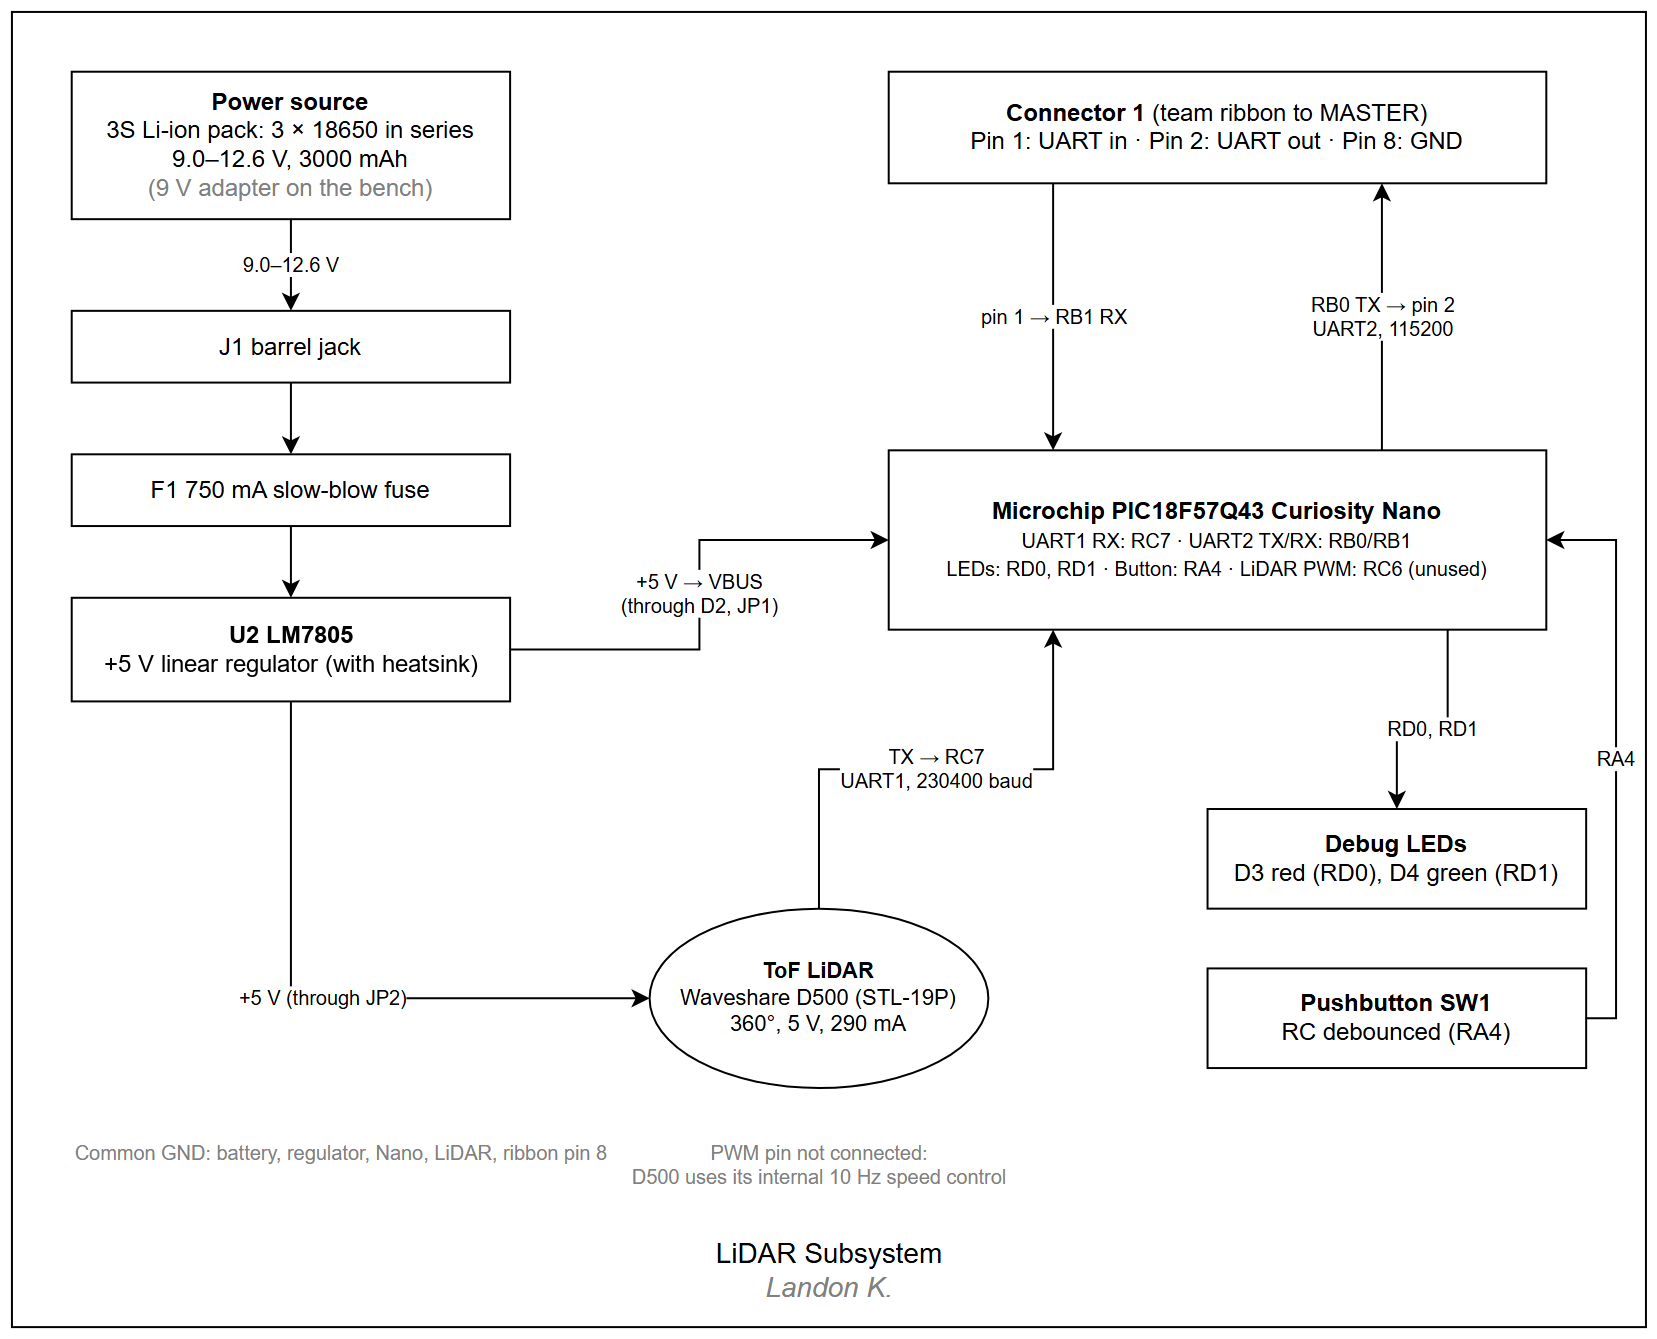 Power source
3S Li-ion pack: 3 × 18650 in series
9.0–12.6 V, 3000 mAh
(9 V adapter on the bench)
9.0–12.6 V
J1 barrel jack
F1 750 mA slow-blow fuse
U2 LM7805
+5 V linear regulator (with heatsink)
+5 V → VBUS
(through D2, JP1)
+5 V (through JP2)
Connector 1 (team ribbon to MASTER)
Pin 1: UART in · Pin 2: UART out · Pin 8: GND
pin 1 → RB1 RX
RB0 TX → pin 2
UART2, 115200
Microchip PIC18F57Q43 Curiosity Nano
UART1 RX: RC7 · UART2 TX/RX: RB0/RB1
LEDs: RD0, RD1 · Button: RA4 · LiDAR PWM: RC6 (unused)
TX → RC7
UART1, 230400 baud
RD0, RD1
RA4
Debug LEDs
D3 red (RD0), D4 green (RD1)
ToF LiDAR
Waveshare D500 (STL-19P)
360°, 5 V, 290 mA
Pushbutton SW1
RC debounced (RA4)
Common GND: battery, regulator, Nano, LiDAR, ribbon pin 8
PWM pin not connected:
D500 uses its internal 10 Hz speed control
LiDAR Subsystem
Landon K.